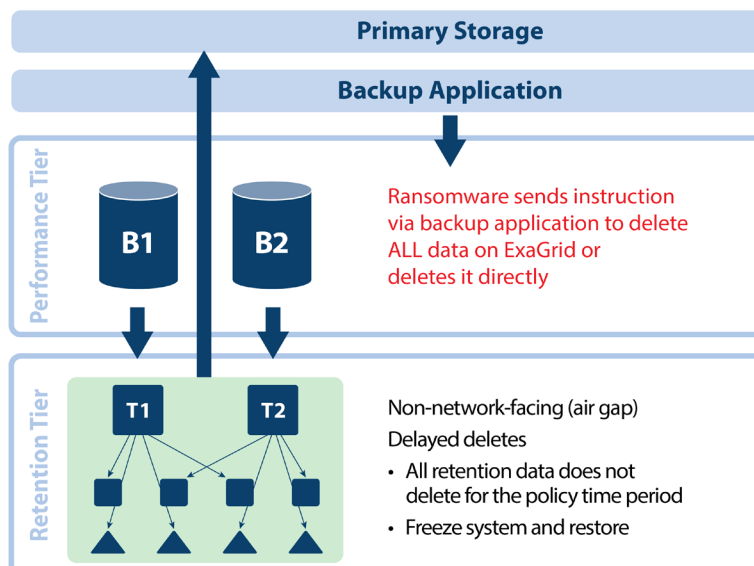 Primary Storage
Backup Application
Performance Tier
B1
B2
Ransomware sends instruction
via backup application to delete
ALL data on ExaGrid or
deletes it directly
Retention Tier
T1
T2
Non-network-facing (air gap)
Delayed deletes
• All retention data does not
delete for the policy time period
• Freeze system and restore